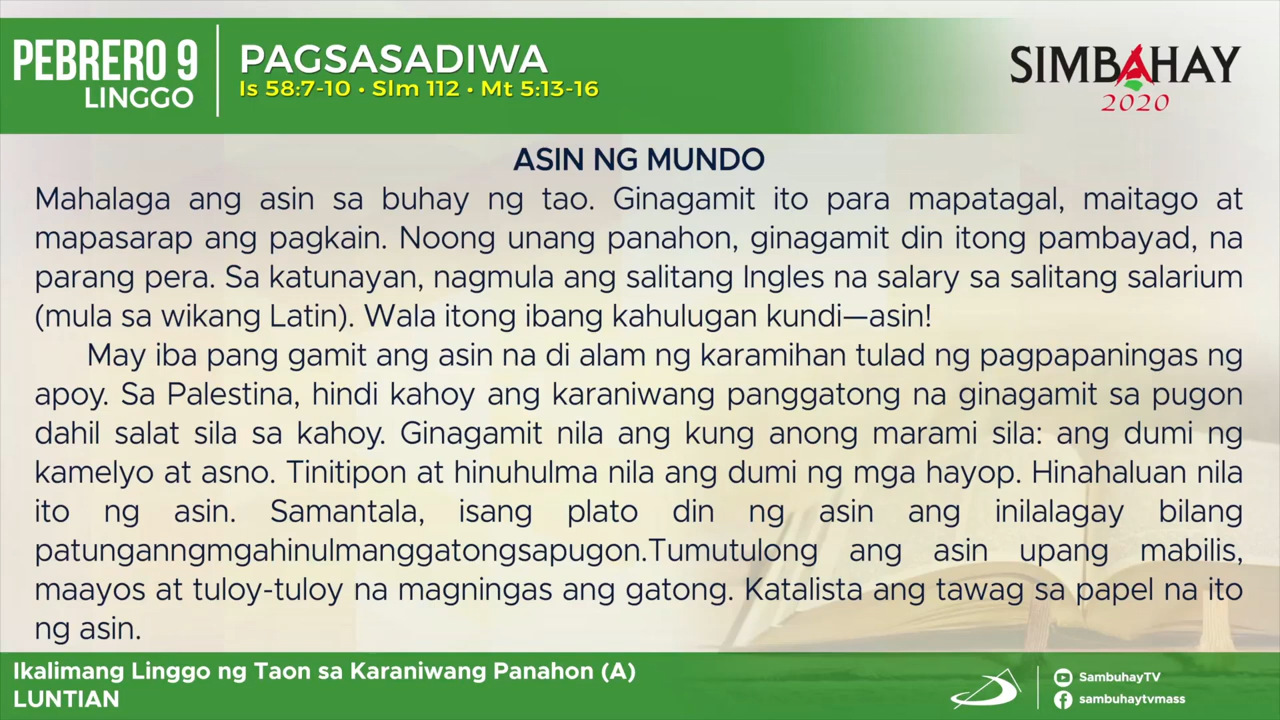 PEBRERO 9
LINGGO
PAGSASADIWA
Is 58:7-10 • Slm 112 • Mt 5:13-16
SIMBAHAY
2020
ASIN NG MUNDO
Mahalaga ang asin sa buhay ng tao. Ginagamit ito para mapatagal, maitago at
mapasarap ang pagkain. Noong unang panahon, ginagamit din itong pambayad, na
parang pera. Sa katunayan, nagmula ang salitang Ingles na salary sa salitang salarium
(mula sa wikang Latin). Wala itong ibang kahulugan kundi—asin!
May iba pang gamit ang asin na di alam ng karamihan tulad ng pagpapaningas ng
apoy. Sa Palestina, hindi kahoy ang karaniwang panggatong na ginagamit sa pugon
dahil salat sila sa kahoy. Ginagamit nila ang kung anong marami sila: ang dumi ng
kamelyo at asno. Tinitipon at hinuhulma nila ang dumi ng mga hayop. Hinahaluan nila
ito ng asin. Samantala, isang plato din ng asin ang inilalagay bilang
patunganngmgahinulmanggatongsapugon.Tumutulong ang asin upang mabilis,
maayos at tuloy-tuloy na magningas ang gatong. Katalista ang tawag sa papel na ito
ng asin.
Ikalimang Linggo ng Taon sa Karaniwang Panahon (A)
LUNTIAN
SambuhayTV
sambuhaytvmass